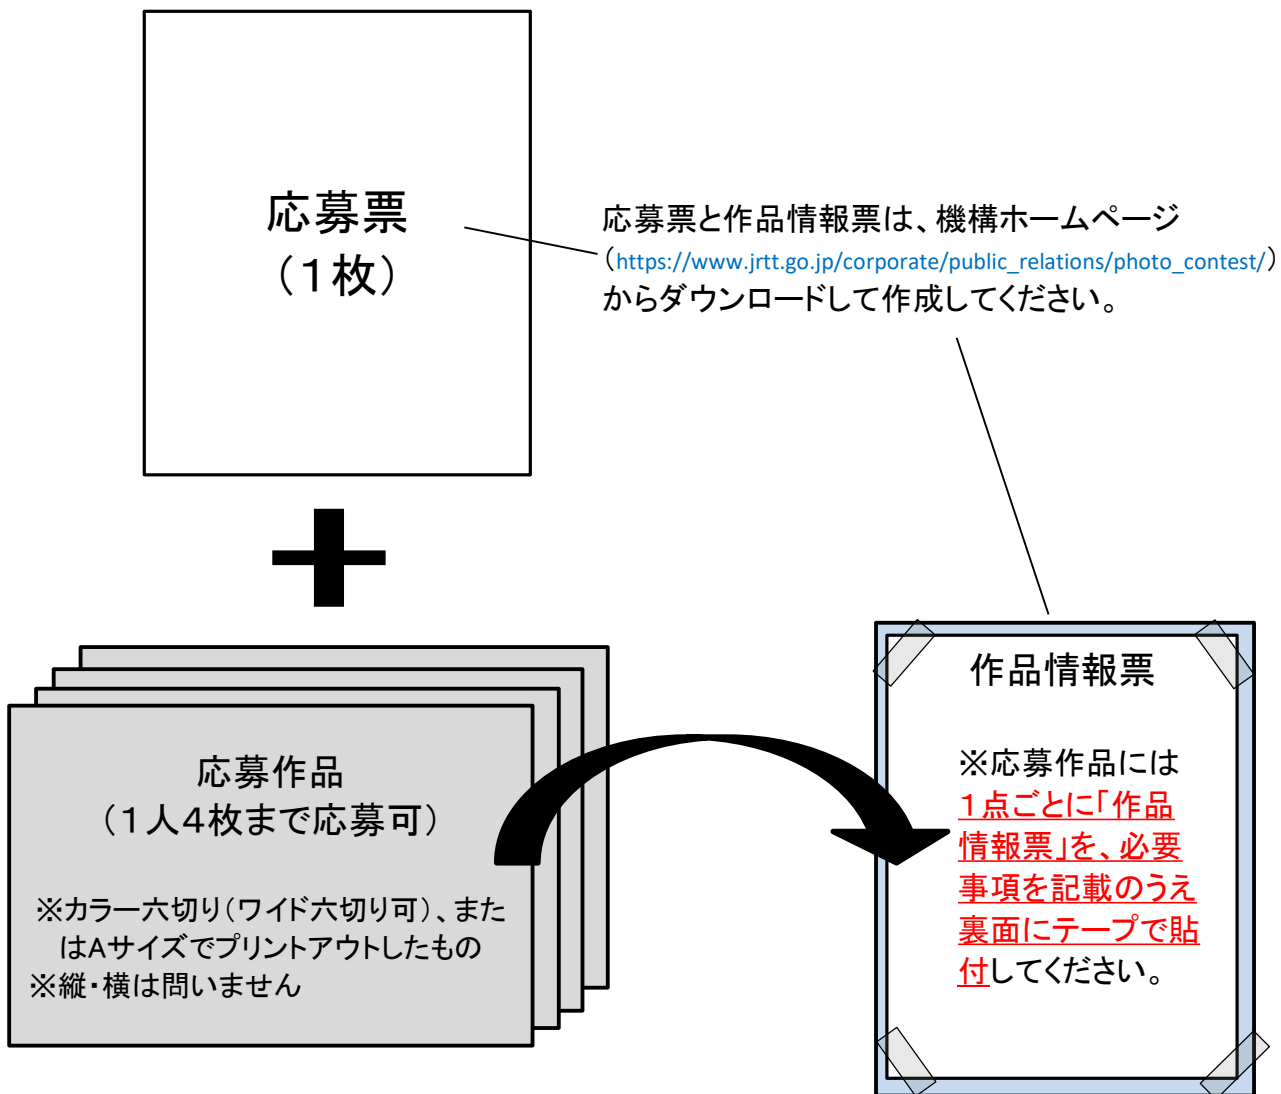 応募票
（１枚）
応募票と作品情報票は、機構ホームページ
（https://www.jrtt.go.jp/corporate/public_relations/photo_contest/）
からダウンロードして作成してください。
応募作品
（１人４枚まで応募可）
※カラー六切り（ワイド六切り可）、また
はAサイズでプリントアウトしたもの
※縦・横は問いません
作品情報票
※応募作品には
１点ごとに「作品
情報票」を、必要
事項を記載のうえ
裏面にテープで貼
付してください。